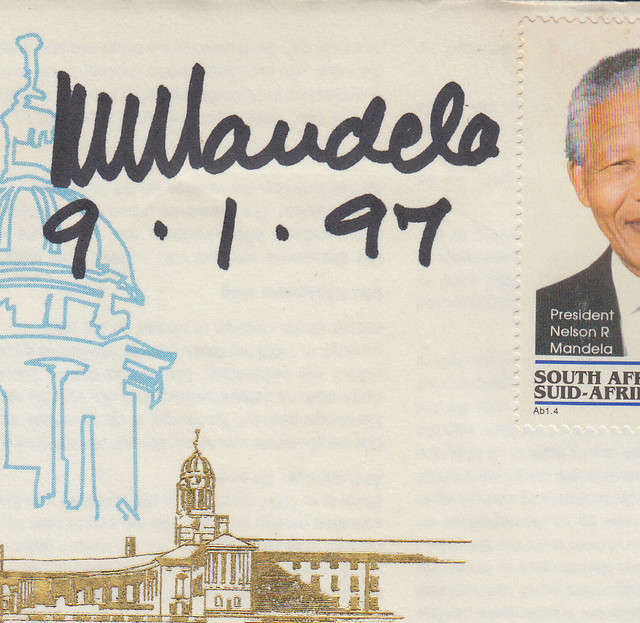 NMandela
9.1.97
President
Nelson R
Mandela
SOUTH AFR
SUID-AFRI
Ab1.4